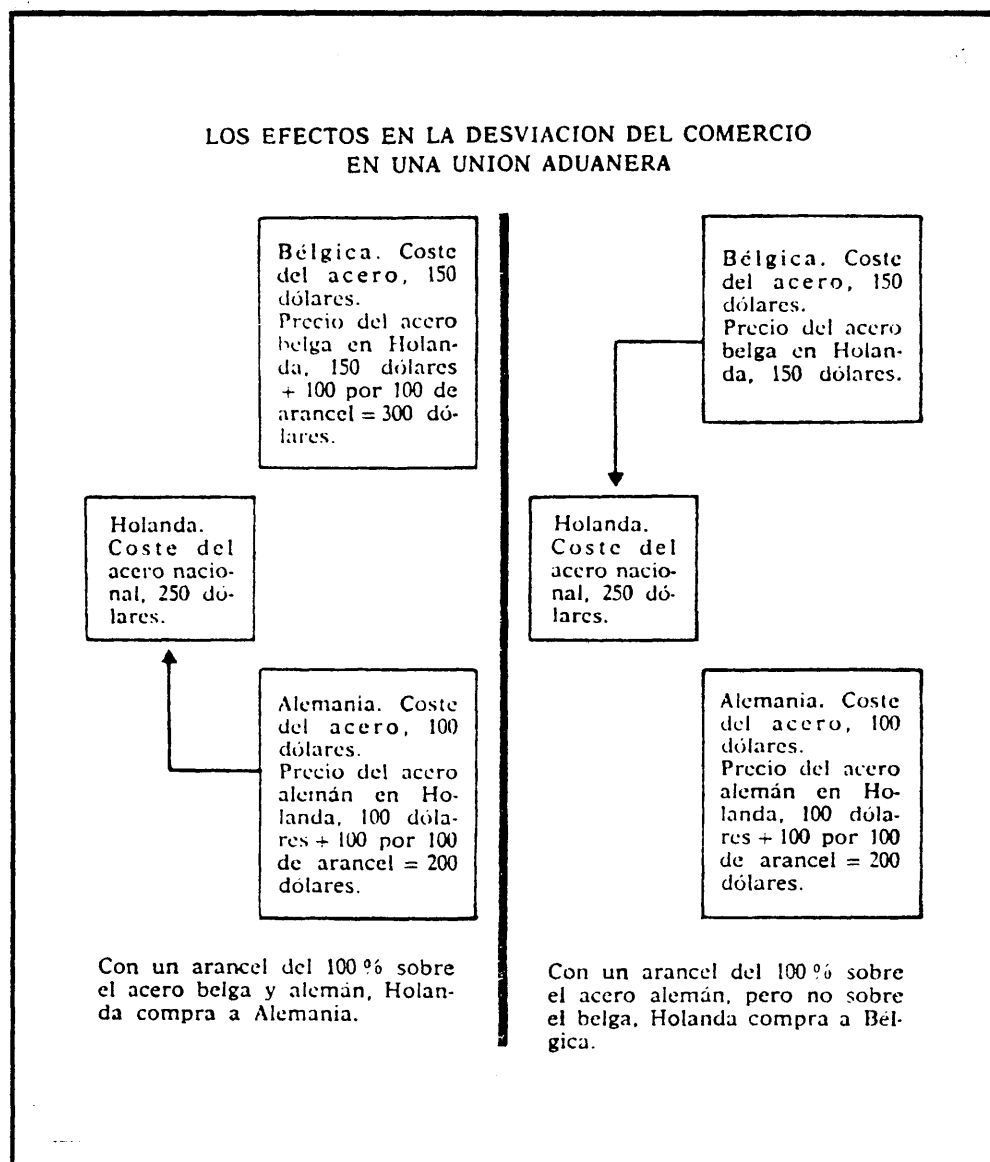 LOS EFECTOS EN LA DESVIACION DEL COMERCIO
EN UNA UNION ADUANERA
Bélgica. Coste
del acero, 150
dólares.
Precio del acero
belga en Holan-
da, 150 dólares
+ 100 por 100 de
arancel = 300 dó-
lares.
Holanda.
Coste del
acero nacio-
nal, 250 dó-
lares.
Alemania. Coste
del acero, 100
dólares.
Precio del acero
alemán en Ho-
landa, 100 dóla-
res + 100 por 100
de arancel = 200
dólares.
Con un arancel del 100 % sobre
el acero belga y alemán, Holan-
da compra a Alemania.
Bélgica. Coste
del acero, 150
dólares.
Precio del acero
belga en Holan-
da, 150 dólares.
Holanda.
Coste del
acero nacio-
nal, 250 dó-
lares.
Alemania. Coste
del acero, 100
dólares.
Precio del acero
alemán en Ho-
landa, 100 dóla-
res + 100 por 100
de arancel = 200
dólares.
Con un arancel del 100 % sobre
el acero alemán, pero no sobre
el belga, Holanda compra a Bél-
gica.